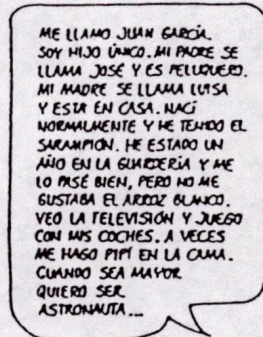 ME LLAMO JUAN GARCÍA.
SOY HIJO ÚNICO. MI PADRE SE
LLAMA JOSÉ Y ES PELUQUERO.
MI MADRE SE LLAMA LUISA
Y ESTA EN CASA. NACÍ
NORMALMENTE Y HE TENIDO EL
SARAMPIÓN. HE ESTADO UN
AÑO EN LA GUARDERÍA Y ME
LO PASÉ BIEN, PERO NO ME
GUSTABA EL ARROZ BLANCO.
VEO LA TELEVISIÓN Y JUEGO
CON MIS COCHES. A VECES
ME HAGO PIPÍ EN LA CAMA.
CUANDO SEA MAYOR
QUIERO SER
ASTRONAUTA...